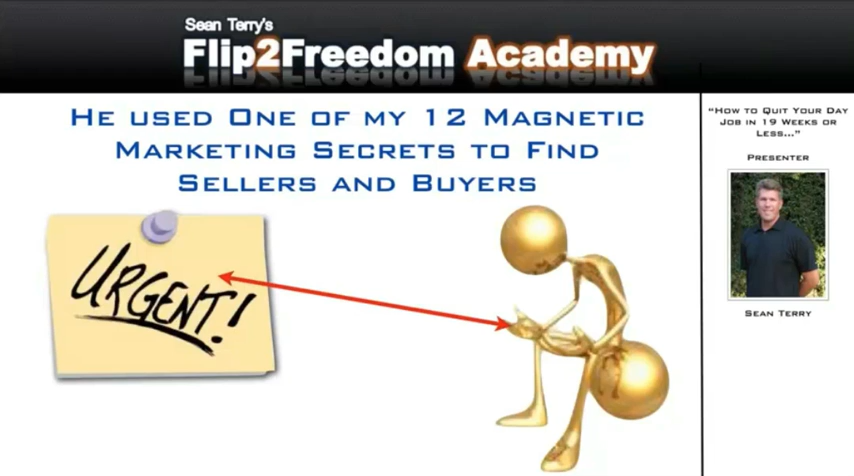 Sean Terry's
Flip2Freedom Academy
He used One of my 12 Magnetic
Marketing Secrets to Find
Sellers and Buyers
URGENT!
"How to Quit Your Day
Job in 19 Weeks or
Less..."
Presenter
Sean Terry